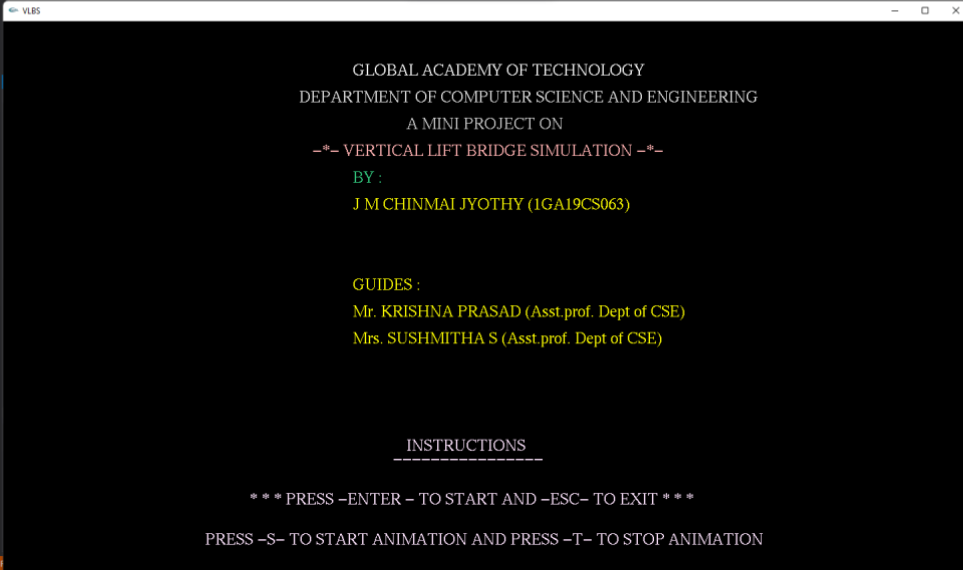 VLBS
GLOBAL ACADEMY OF TECHNOLOGY
DEPARTMENT OF COMPUTER SCIENCE AND ENGINEERING
A MINI PROJECT ON
–*– VERTICAL LIFT BRIDGE SIMULATION –*–
BY :
J M CHINMAI JYOTHY (1GA19CS063)
GUIDES :
Mr. KRISHNA PRASAD (Asst.prof. Dept of CSE)
Mrs. SUSHMITHA S (Asst.prof. Dept of CSE)
INSTRUCTIONS
––––––––––––––––
* * * PRESS –ENTER – TO START AND –ESC– TO EXIT * * *
PRESS –S– TO START ANIMATION AND PRESS –T– TO STOP ANIMATION